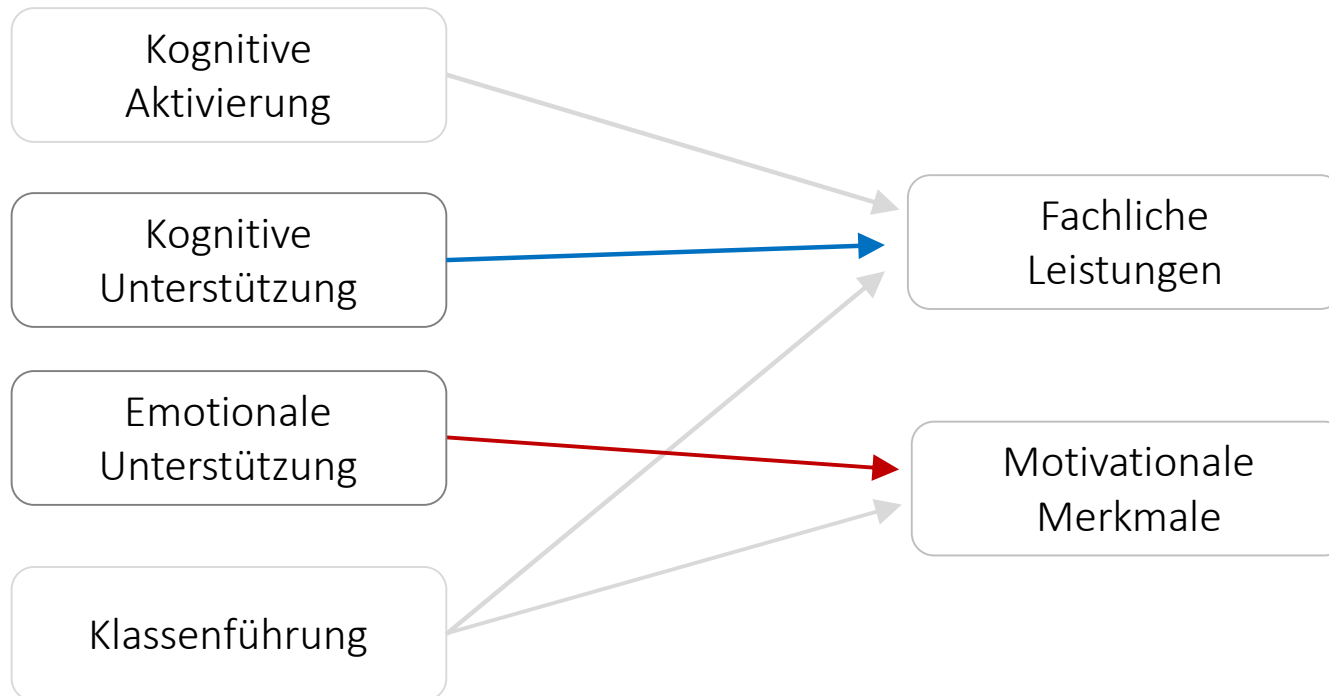 Kognitive
Aktivierung
Kognitive
Unterstützung
Emotionale
Unterstützung
Klassenführung
Fachliche
Leistungen
Motivationale
Merkmale